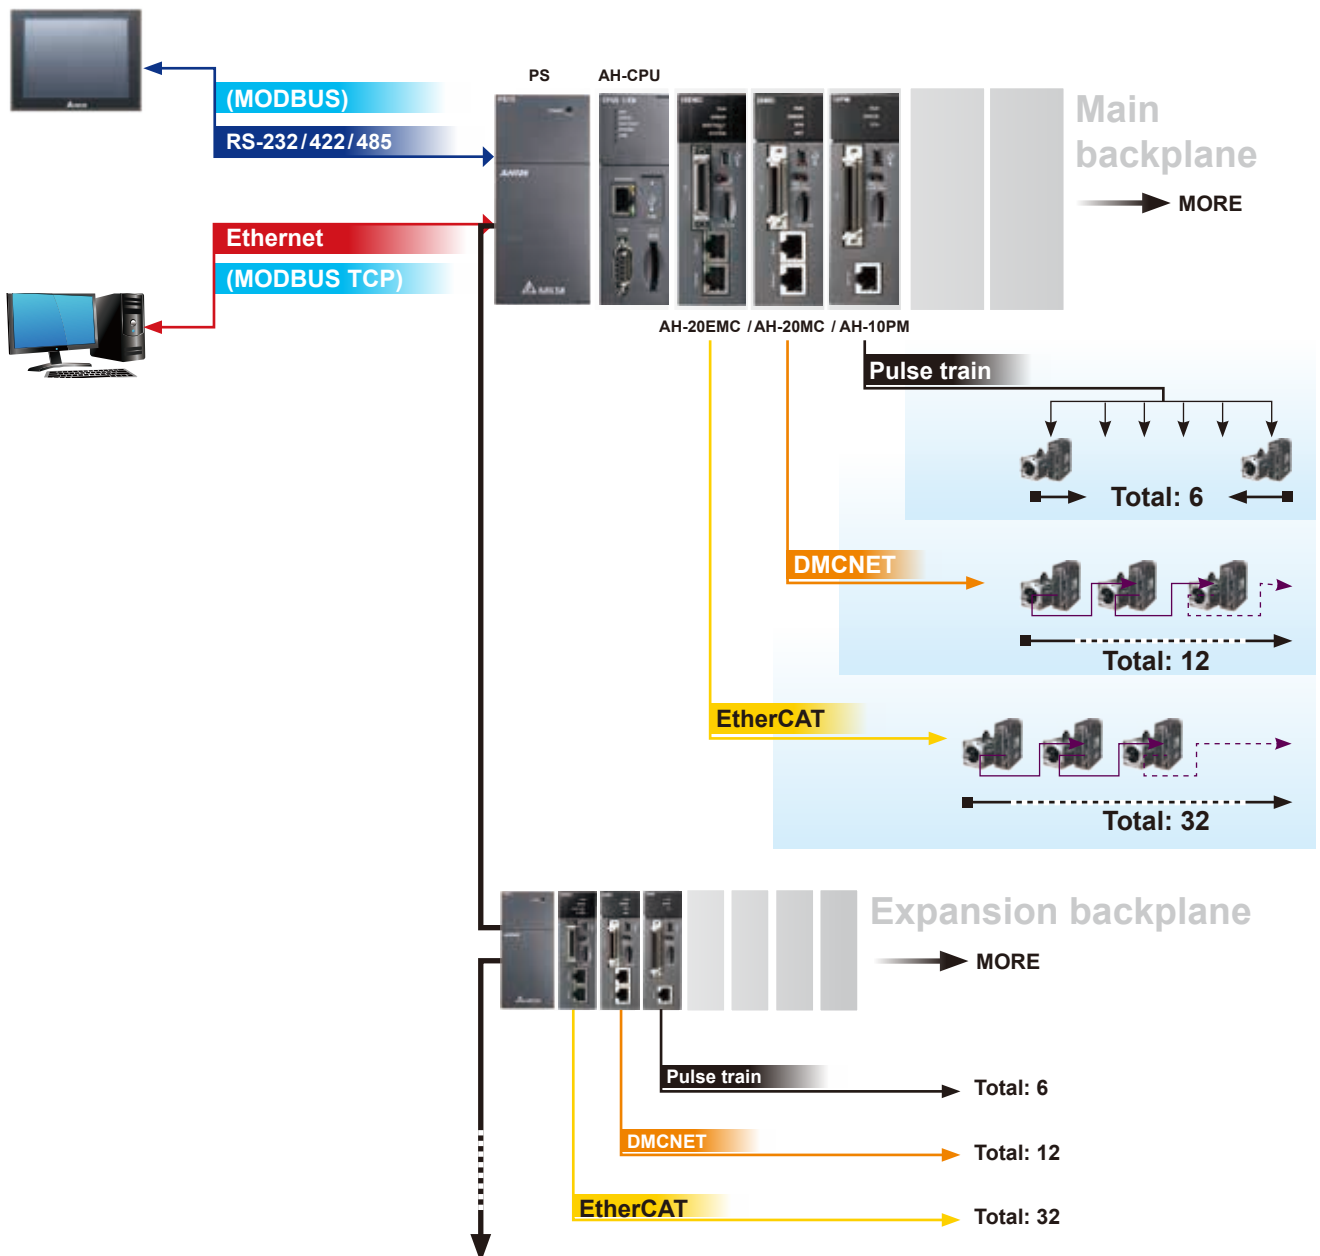 PS
AH-CPU
(MODBUS)
RS-232/422/485
Main
backplane
MORE
Ethernet
(MODBUS TCP)
AH-20EMC / AH-20MC / AH-10PM
Pulse train
Total: 6
DMCNET
Total: 12
EtherCAT
Total: 32
Expansion backplane
MORE
Pulse train
Total: 6
DMCNET
Total: 12
EtherCAT
Total: 32